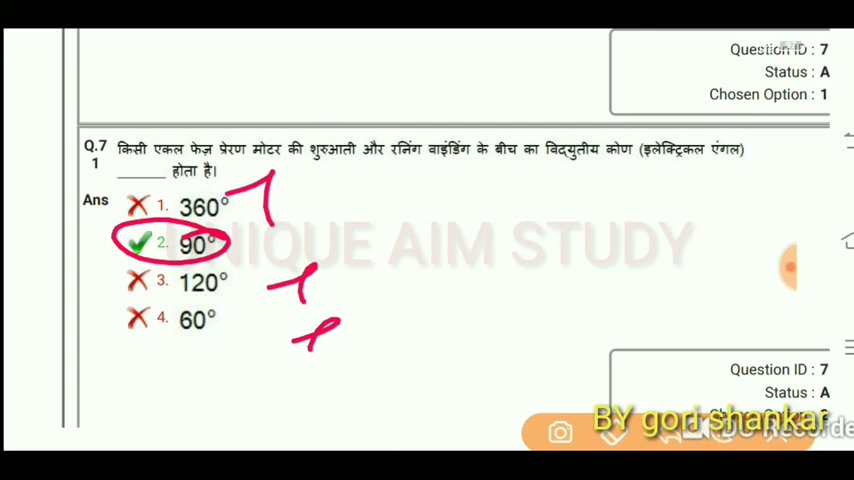 Question ID : 7
Status : A
Chosen Option : 1
Q.7 किसी एकल फेज़ प्रेरण मोटर की शुरुआती और रनिंग वाइंडिंग के बीच का विद्युतीय कोण (इलेक्ट्रिकल एंगल)
1 ______ होता है।
Ans 1. 360°
2. 90°
3. 120°
4. 60°
UNIQUE AIM STUDY
Question ID : 7
Status : A
BY gori shankar